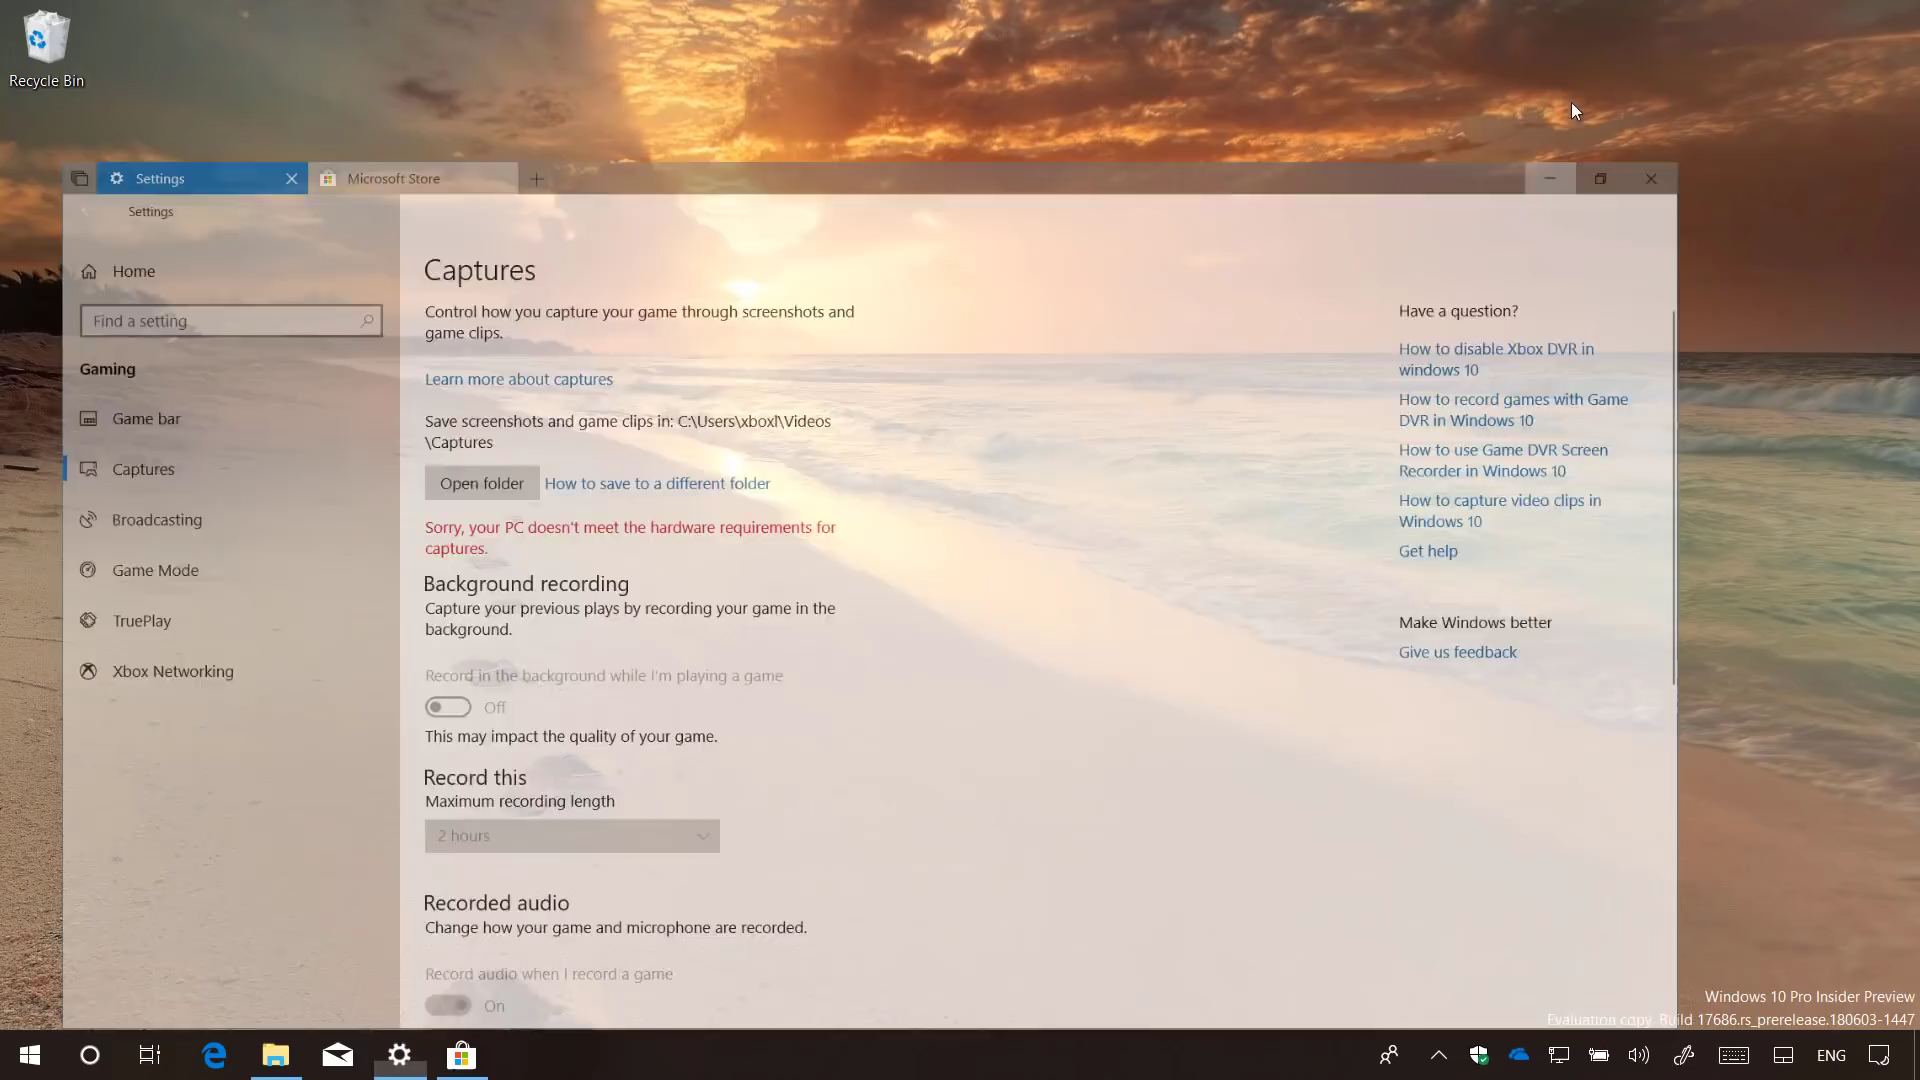 Recycle Bin
Settings
Microsoft Store
Settings
Home
Find a setting
Gaming
Game bar
Captures
Broadcasting
Game Mode
TruePlay
Xbox Networking
Captures
Control how you capture your game through screenshots and
game clips.
Learn more about captures
Save screenshots and game clips in: C:\Users\xboxl\Videos
\Captures
Open folder
How to save to a different folder
Sorry, your PC doesn't meet the hardware requirements for
captures.
Background recording
Capture your previous plays by recording your game in the
background.
Record in the background while I'm playing a game
Off
This may impact the quality of your game.
Record this
Maximum recording length
2 hours
Recorded audio
Change how your game and microphone are recorded.
Record audio when I record a game
On
Have a question?
How to disable Xbox DVR in
windows 10
How to record games with Game
DVR in Windows 10
How to use Game DVR Screen
Recorder in Windows 10
How to capture video clips in
Windows 10
Get help
Make Windows better
Give us feedback
Windows 10 Pro Insider Preview
Evaluation copy. Build 17686.rs_prerelease.180603-1447
ENG